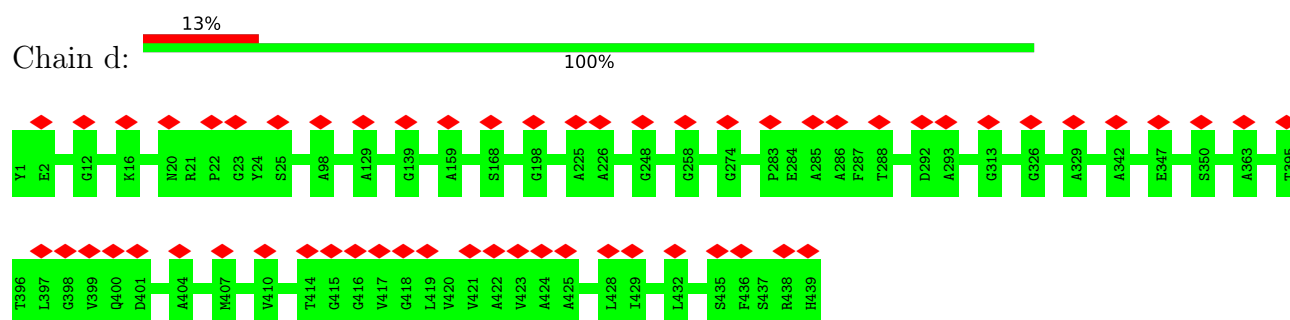 13%
Chain d:
100%
Y1 E2 G12 K16 N20 R21 P22 G23 Y24 S25 A98 A129 G139 A159 S168 G198 A225 A226 G248 G258 G274 P283 E284 A285 A286 F287 T288 D292 A293 G313 G326 A329 A342 E347 S350 A363 T395
T396 L397 G398 V399 Q400 D401 A404 M407 V410 T414 G415 G416 V417 G418 L419 V420 V421 A422 V423 A424 A425 L428 I429 L432 S435 F436 S437 R438 H439